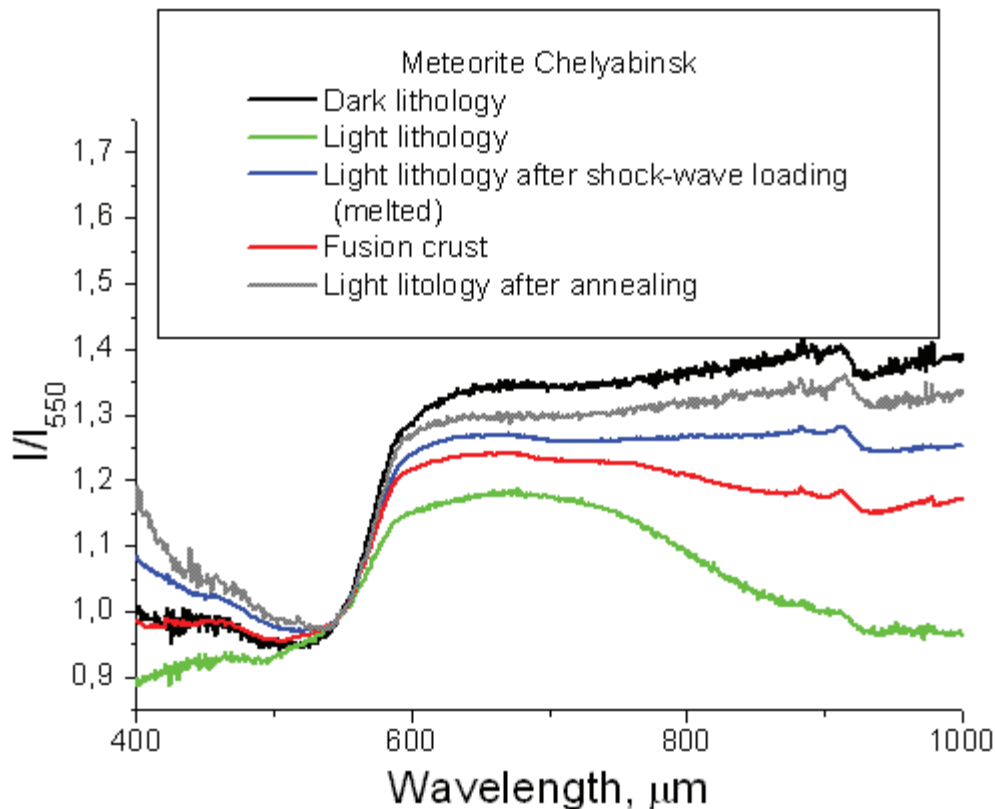 Meteorite Chelyabinsk
Dark lithology
Light lithology
Light lithology after shock-wave loading
(melted)
Fusion crust
Light litology after annealing
1,7
1,6
1,5
1,4
1,3
1,2
1,1
1,0
0,9
I/I550
400
600
800
1000
Wavelength, μm